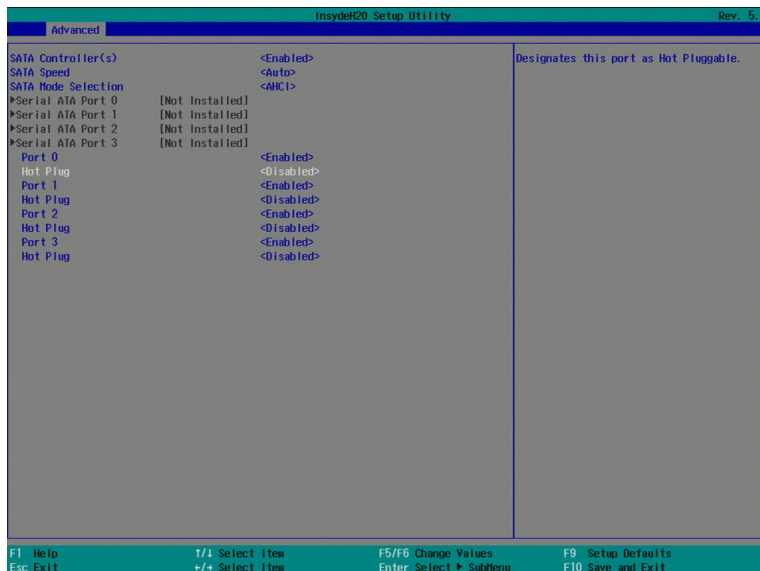 InsydeH20 Setup Utility Rev. 5.
Advanced
SATA Controller(s) <Enabled>
SATA Speed <Auto>
SATA Mode Selection <AHCI>
▶Serial ATA Port 0 [Not Installed]
▶Serial ATA Port 1 [Not Installed]
▶Serial ATA Port 2 [Not Installed]
▶Serial ATA Port 3 [Not Installed]
Port 0 <Enabled>
Hot Plug <Disabled>
Port 1 <Enabled>
Hot Plug <Disabled>
Port 2 <Enabled>
Hot Plug <Disabled>
Port 3 <Enabled>
Hot Plug <Disabled>
Designates this port as Hot Pluggable.
F1 Help ↑/↓ Select Item F5/F6 Change Values F9 Setup Defaults
Esc Exit ←/→ Select Item Enter Select ▶ SubMenu F10 Save and Exit